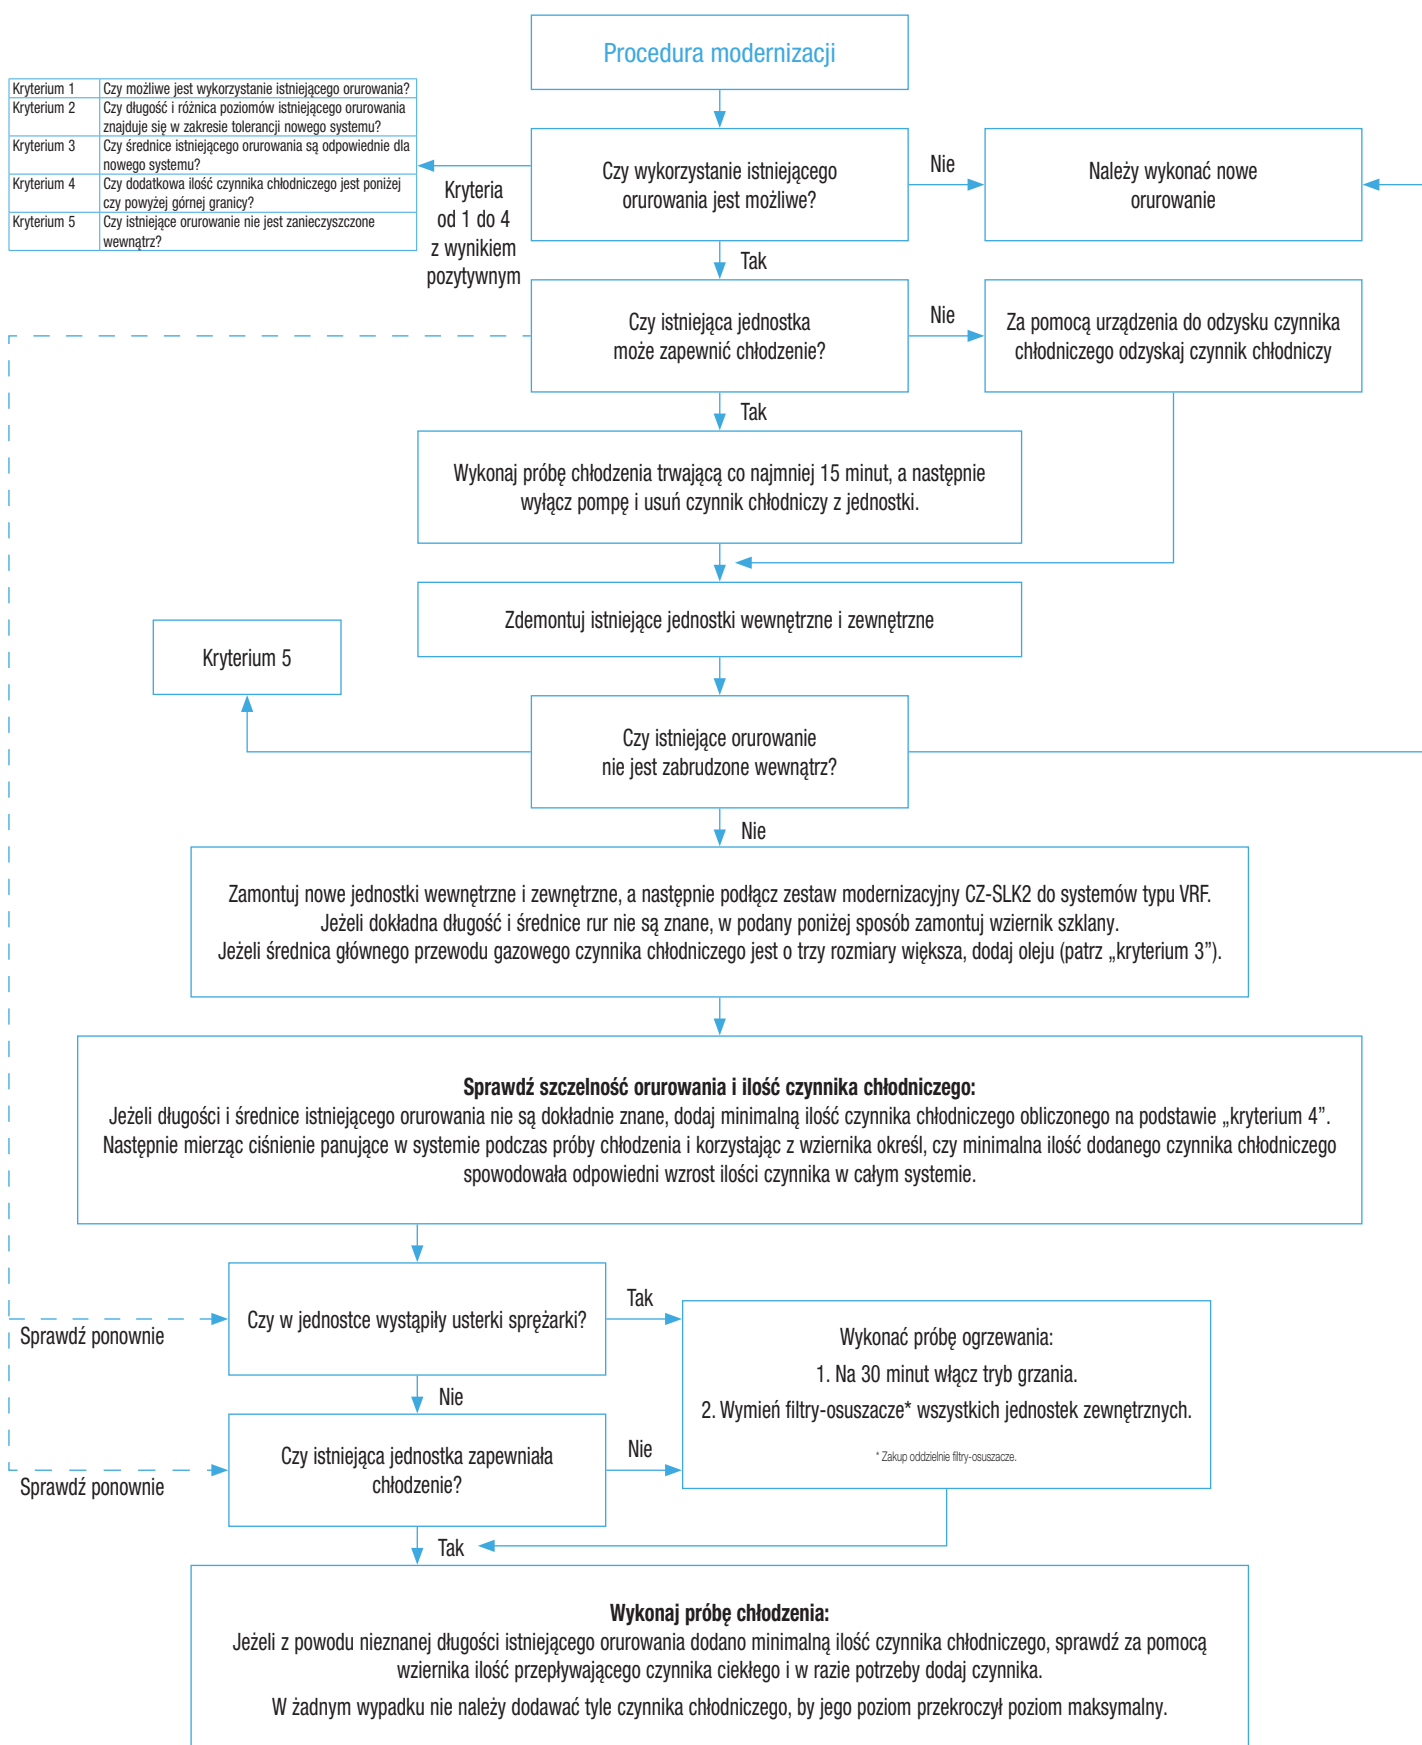 Procedura modernizacji
Kryterium 1 Czy możliwe jest wykorzystanie istniejącego orurowania?
Kryterium 2 Czy długość i różnica poziomów istniejącego orurowania
znajduje się w zakresie tolerancji nowego systemu?
Kryterium 3 Czy średnice istniejącego orurowania są odpowiednie dla
nowego systemu?
Kryterium 4 Czy dodatkowa ilość czynnika chłodniczego jest poniżej
czy powyżej górnej granicy?
Kryterium 5 Czy istniejące orurowanie nie jest zanieczyszczone
wewnątrz?
Kryteria
od 1 do 4
z wynikiem
pozytywnym
Czy wykorzystanie istniejącego
orurowania jest możliwe?
Nie
Należy wykonać nowe
orurowanie
Tak
Czy istniejąca jednostka
może zapewnić chłodzenie?
Nie
Za pomocą urządzenia do odzysku czynnika
chłodniczego odzyskaj czynnik chłodniczy
Tak
Wykonaj próbę chłodzenia trwającą co najmniej 15 minut, a następnie
wyłącz pompę i usuń czynnik chłodniczy z jednostki.
Zdemontuj istniejące jednostki wewnętrzne i zewnętrzne
Kryterium 5
Czy istniejące orurowanie
nie jest zabrudzone wewnątrz?
Nie
Zamontuj nowe jednostki wewnętrzne i zewnętrzne, a następnie podłącz zestaw modernizacyjny CZ-SLK2 do systemów typu VRF.
Jeżeli dokładna długość i średnice rur nie są znane, w podany poniżej sposób zamontuj wziernik szklany.
Jeżeli średnica głównego przewodu gazowego czynnika chłodniczego jest o trzy rozmiary większa, dodaj oleju (patrz „kryterium 3”).
Sprawdź szczelność orurowania i ilość czynnika chłodniczego:
Jeżeli długości i średnice istniejącego orurowania nie są dokładnie znane, dodaj minimalną ilość czynnika chłodniczego obliczonego na podstawie „kryterium 4”.
Następnie mierząc ciśnienie panujące w systemie podczas próby chłodzenia i korzystając z wziernika określ, czy minimalna ilość dodanego czynnika chłodniczego
spowodowała odpowiedni wzrost ilości czynnika w całym systemie.
Czy w jednostce wystąpiły usterki sprężarki?
Tak
Sprawdź ponownie
Wykonać próbę ogrzewania:
1. Na 30 minut włącz tryb grzania.
2. Wymień filtry-osuszacze* wszystkich jednostek zewnętrznych.
* Zakup oddzielnie filtry-osuszacze.
Nie
Czy istniejąca jednostka zapewniała
chłodzenie?
Nie
Sprawdź ponownie
Tak
Wykonaj próbę chłodzenia:
Jeżeli z powodu nieznanej długości istniejącego orurowania dodano minimalną ilość czynnika chłodniczego, sprawdź za pomocą
wziernika ilość przepływającego czynnika ciekłego i w razie potrzeby dodaj czynnika.
W żadnym wypadku nie należy dodawać tyle czynnika chłodniczego, by jego poziom przekroczył poziom maksymalny.